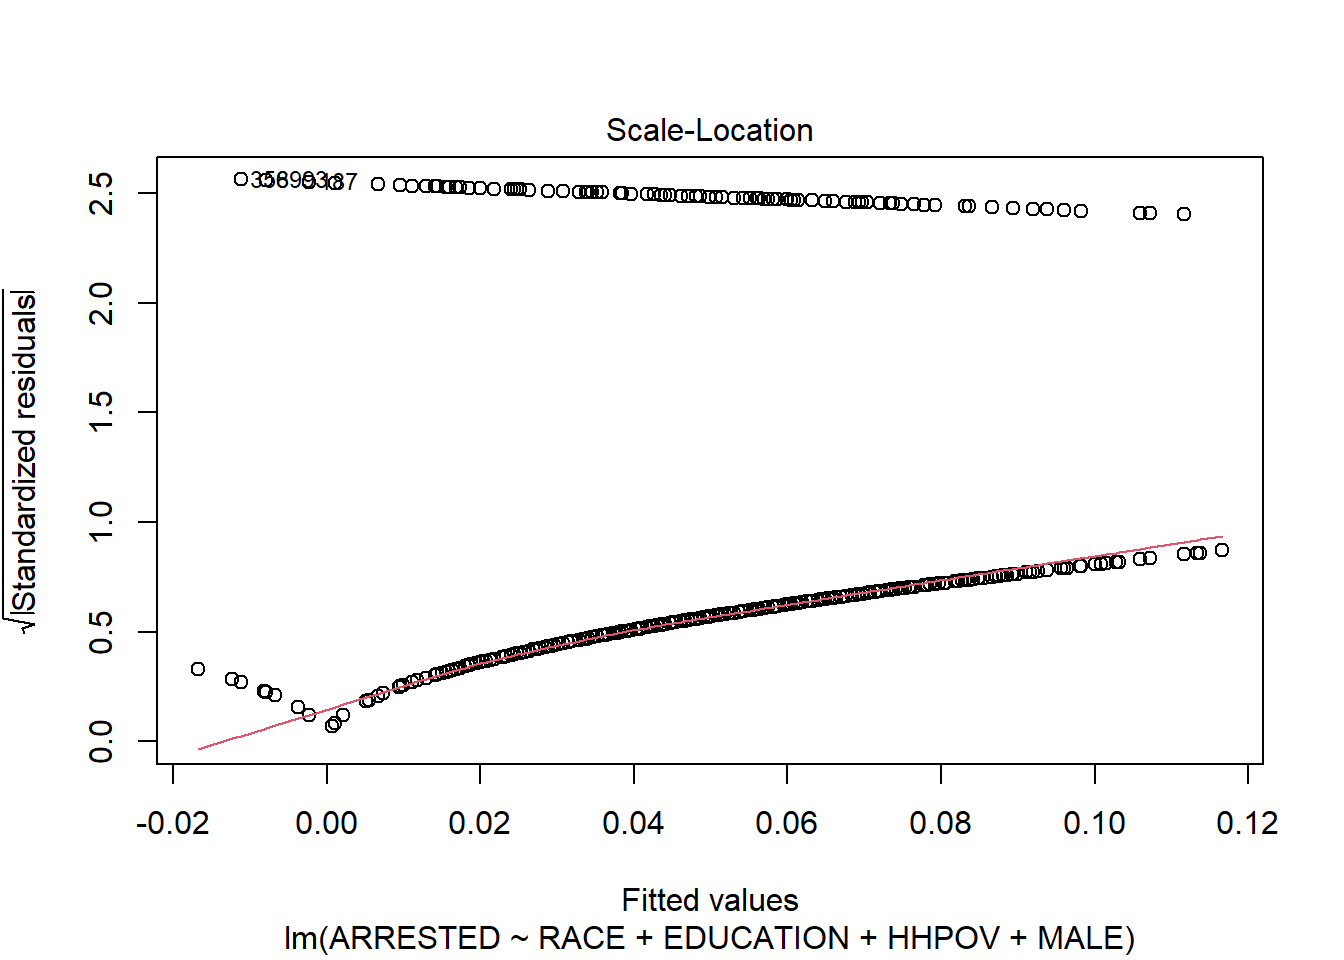 Scale-Location
√|Standardized residuals|
2.5
2.0
1.5
1.0
0.5
0.0
-0.02 0.00 0.02 0.04 0.06 0.08 0.10 0.12
Fitted values
lm(ARRESTED ~ RACE + EDUCATION + HHPOV + MALE)